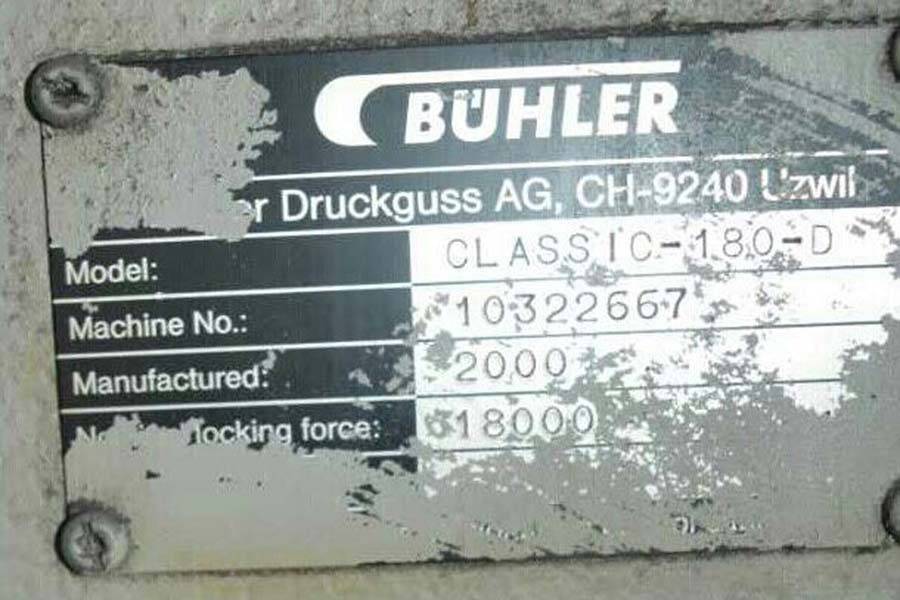 BÜHLER
Druckguss AG, CH-9240 Uzwil
Model: CLASSIC-180-D
Machine No.: 10322667
Manufactured: 2000
locking force: 18000